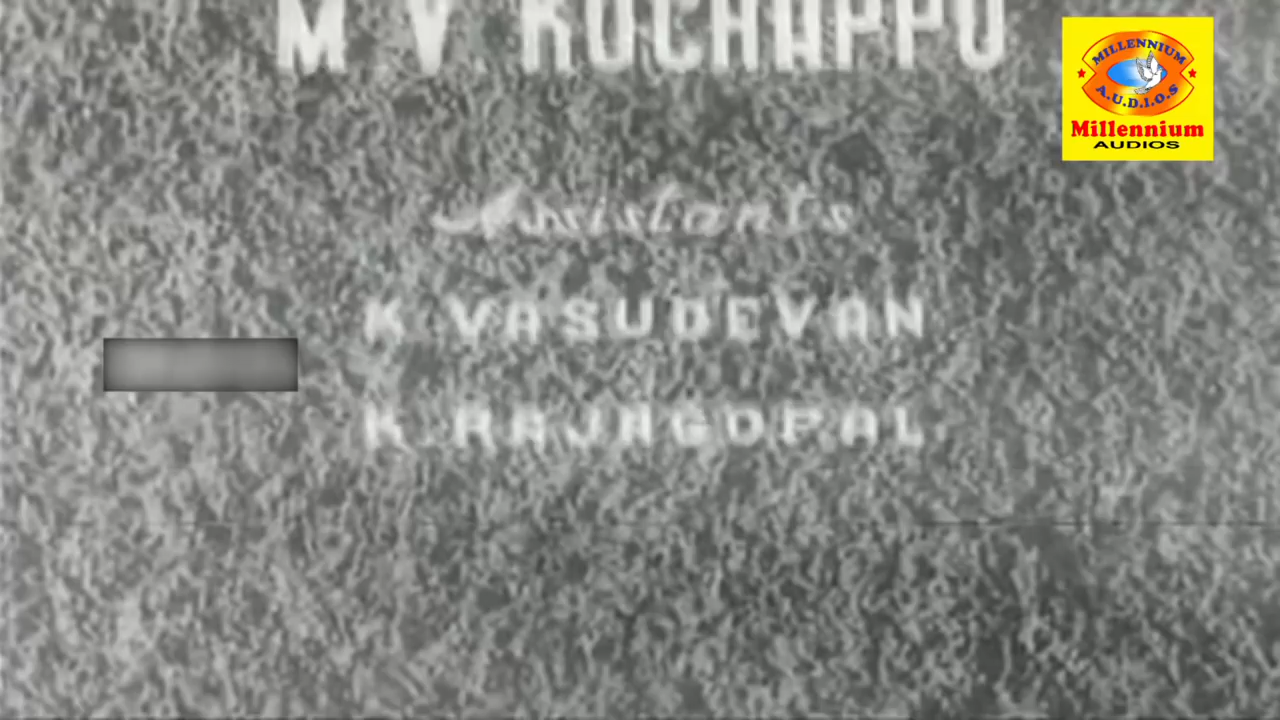 M V KOCHAPPU
MILLENNIUM
A.U.D.I.O.S
Millennium
AUDIOS
Assistants
K. VASUDEVAN
K. RAJAGOPAL